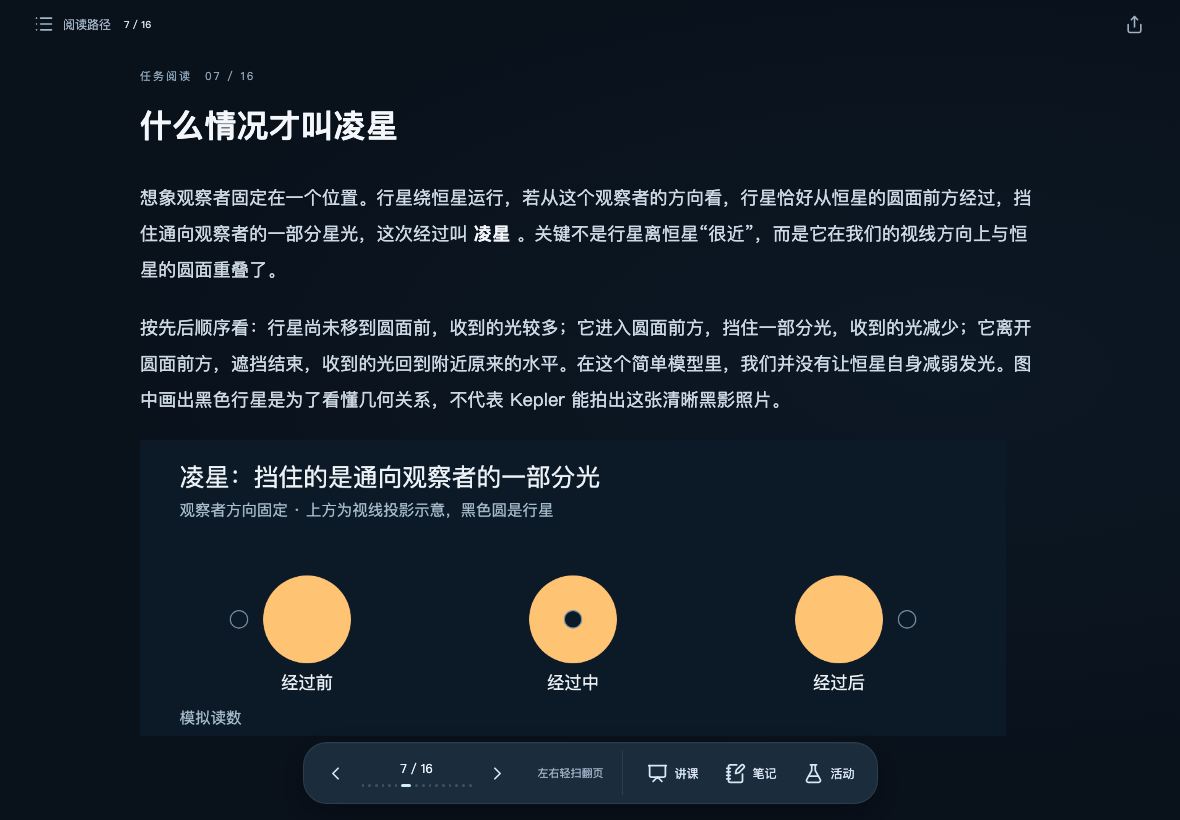 阅读路径 7 / 16
任务阅读 07 / 16
什么情况才叫凌星
想象观察者固定在一个位置。行星绕恒星运行，若从这个观察者的方向看，行星恰好从恒星的圆面前方经过，挡
住通向观察者的一部分星光，这次经过叫 凌星 。关键不是行星离恒星“很近”，而是它在我们的视线方向上与恒
星的圆面重叠了。
按先后顺序看：行星尚未移到圆面前，收到的光较多；它进入圆面前方，挡住一部分光，收到的光减少；它离开
圆面前方，遮挡结束，收到的光回到附近原来的水平。在这个简单模型里，我们并没有让恒星自身减弱发光。图
中画出黑色行星是为了看懂几何关系，不代表 Kepler 能拍出这张清晰黑影照片。
凌星：挡住的是通向观察者的一部分光
观察者方向固定 · 上方为视线投影示意，黑色圆是行星
经过前 经过中 经过后
模拟读数
7 / 16 左右轻扫翻页 讲课 笔记 活动